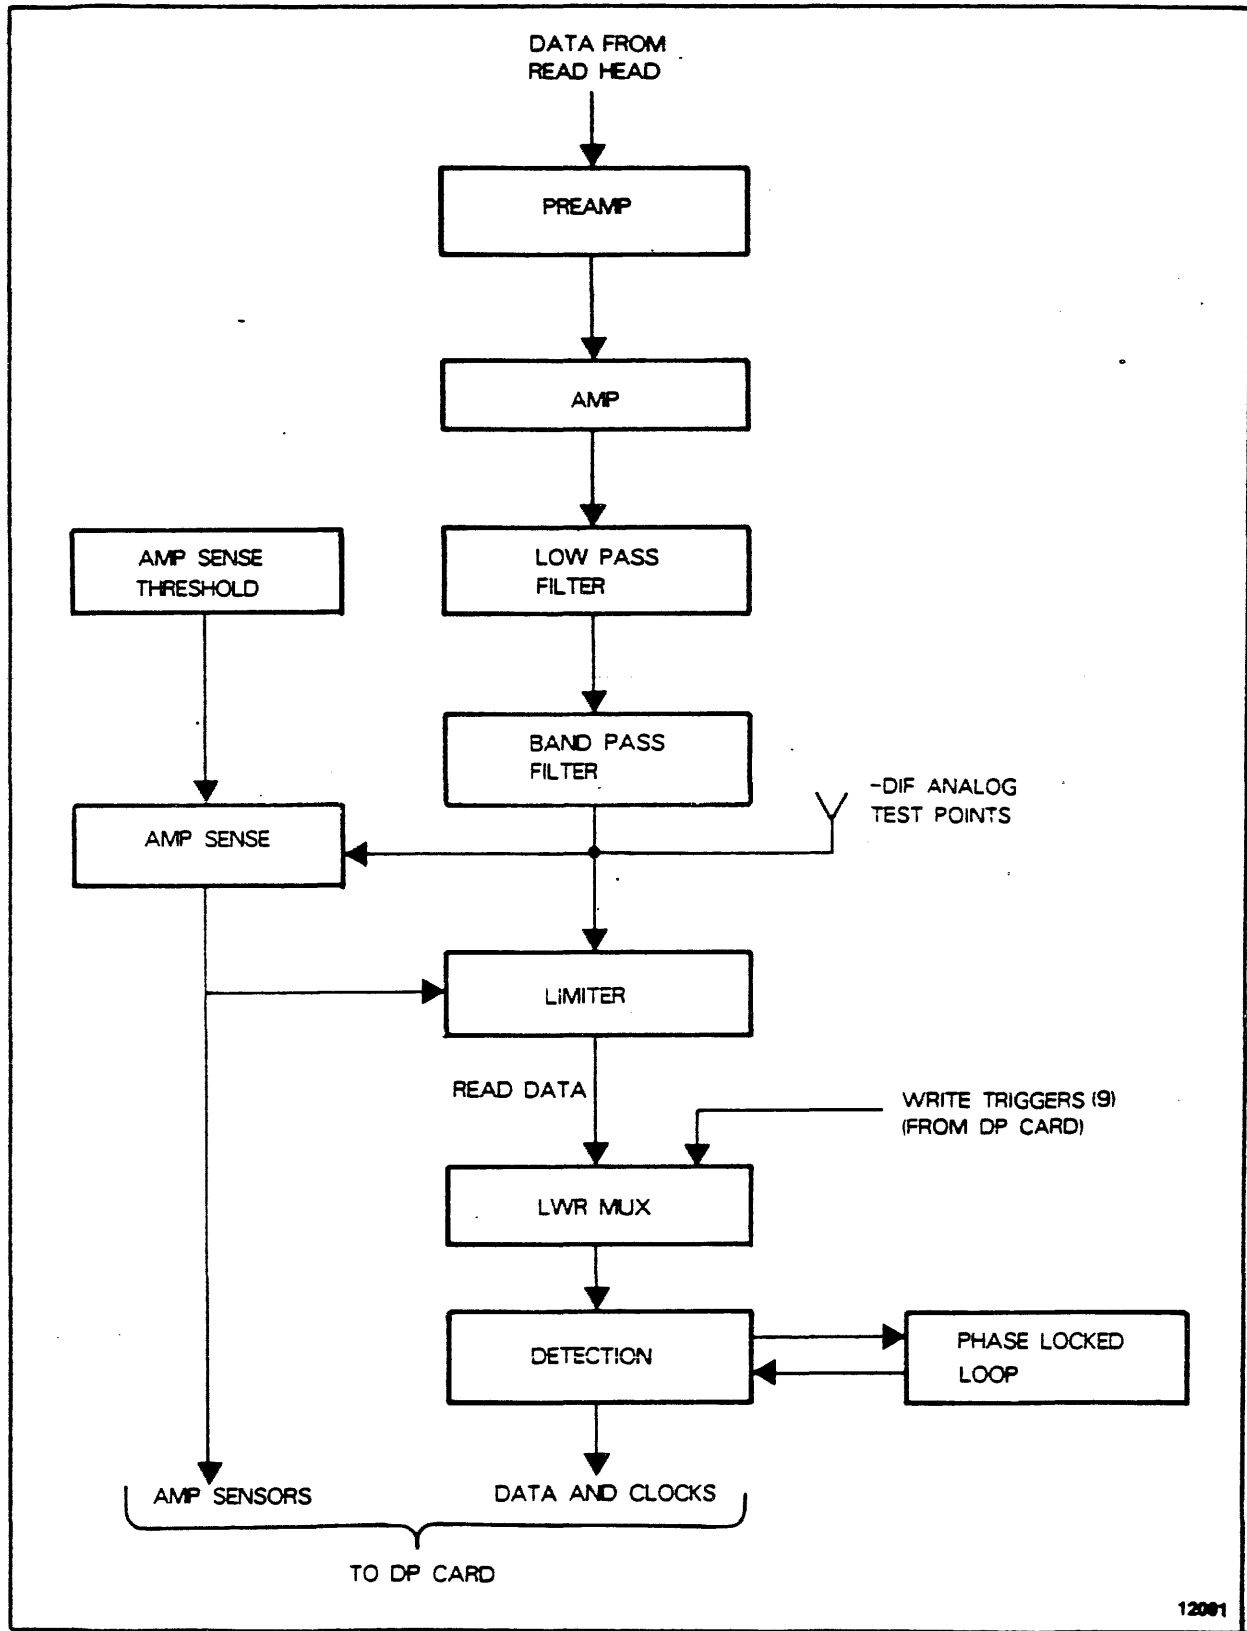 DATA FROM
READ HEAD
PREAMP
AMP
AMP SENSE
THRESHOLD
LOW PASS
FILTER
BAND PASS
FILTER
-DIF ANALOG
TEST POINTS
AMP SENSE
LIMITER
READ DATA
WRITE TRIGGERS (9)
(FROM DP CARD)
LWR MUX
DETECTION
PHASE LOCKED
LOOP
AMP SENSORS
DATA AND CLOCKS
TO DP CARD